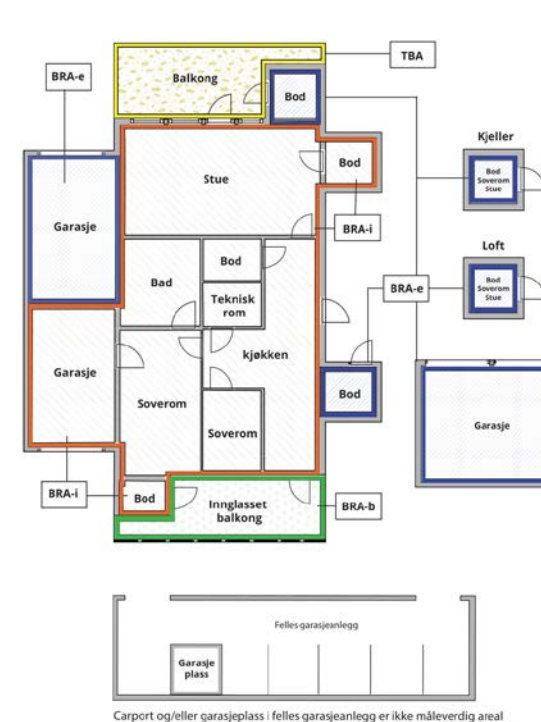 TBA
BRA-e
Balkong
Bod
Kjeller
Bod
Soverom
Stue
Stue
Bod
Garasje
BRA-i
Loft
Bod
Soverom
Stue
Bad
Bod
Teknisk
rom
BRA-e
kjøkken
Garasje
Soverom
Soverom
Bod
Garasje
BRA-i
Bod
Innglasset
balkong
BRA-b
Felles garasjeanlegg
Garasje
plass
Carport og/eller garasjeplass i felles garasjeanlegg er ikke måleverdig areal